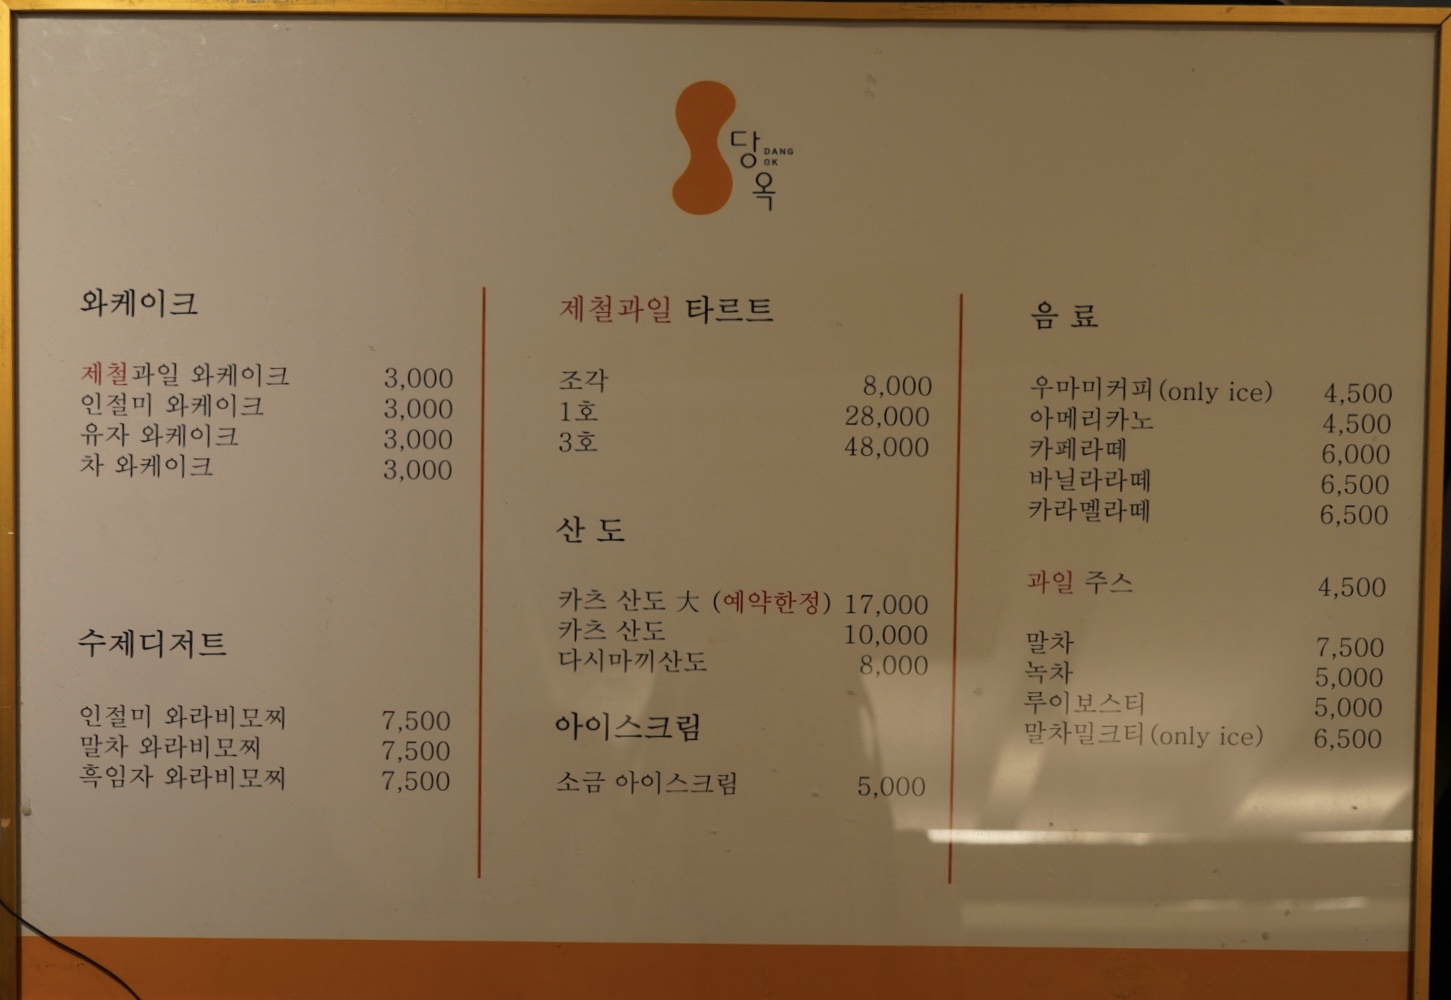 당 DANG
옥 OK
와케이크
제철과일 와케이크 3,000
인절미 와케이크 3,000
유자 와케이크 3,000
차 와케이크 3,000
수제디저트
인절미 와라비모찌 7,500
말차 와라비모찌 7,500
흑임자 와라비모찌 7,500
제철과일 타르트
조각 8,000
1호 28,000
3호 48,000
산 도
카츠 산도 大 (예약한정) 17,000
카츠 산도 10,000
다시마끼산도 8,000
아이스크림
소금 아이스크림 5,000
음 료
우마미커피(only ice) 4,500
아메리카노 4,500
카페라떼 6,000
바닐라라떼 6,500
카라멜라떼 6,500
과일 주스 4,500
말차 7,500
녹차 5,000
루이보스티 5,000
말차밀크티(only ice) 6,500